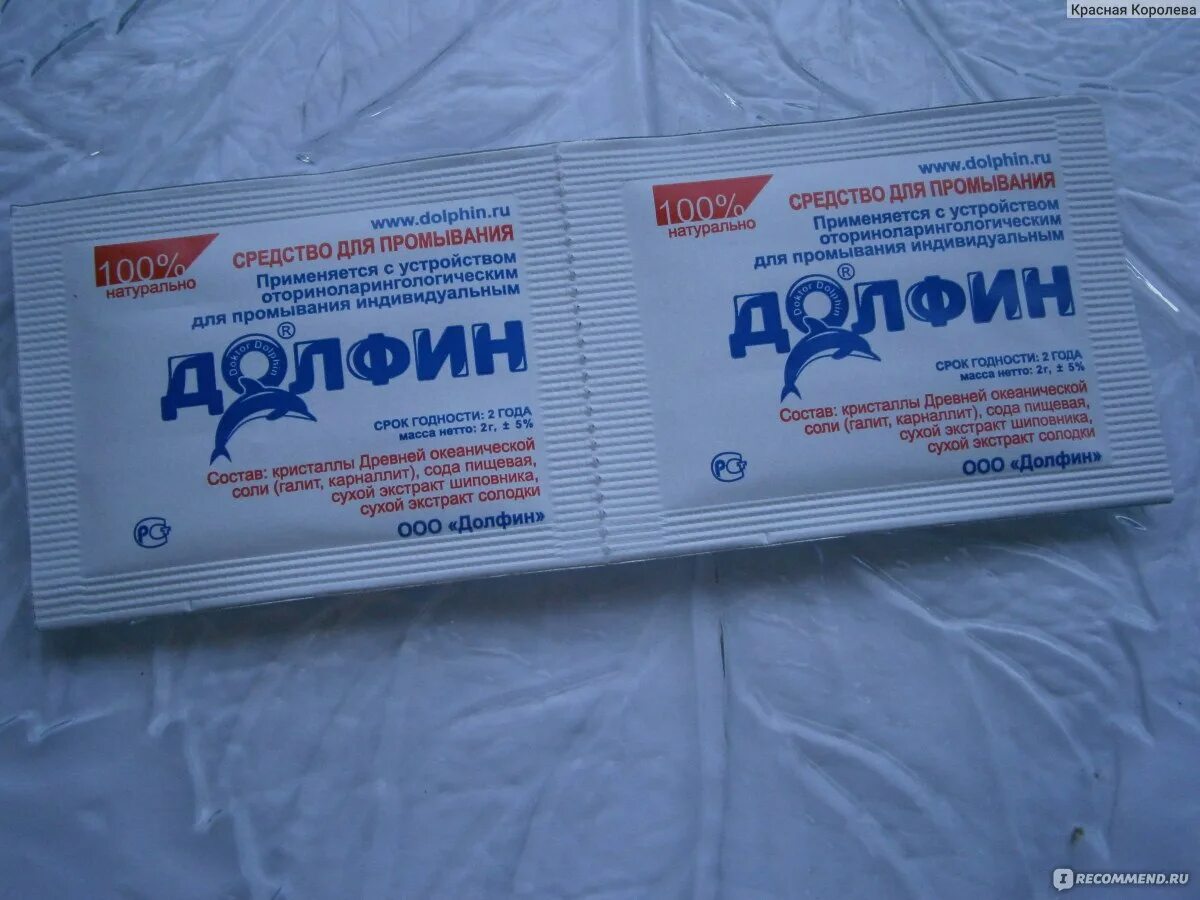 Красная Королева
www.dolphin.ru
100%
натурально
СРЕДСТВО ДЛЯ ПРОМЫВАНИЯ
Применяется с устройством
оториноларингологическим
для промывания индивидуальным
ДОЛФИН®
Doktor Dolphin
СРОК ГОДНОСТИ: 2 ГОДА
масса нетто: 2г, ± 5%
Состав: кристаллы Древней океанической
соли (галит, карналлит), сода пищевая,
сухой экстракт шиповника,
сухой экстракт солодки
РСТ
ООО «Долфин»
www.dolphin.ru
100%
натурально
СРЕДСТВО ДЛЯ ПРОМЫВАНИЯ
Применяется с устройством
оториноларингологическим
для промывания индивидуальным
ДОЛФИН®
Doktor Dolphin
СРОК ГОДНОСТИ: 2 ГОДА
масса нетто: 2г, ± 5%
Состав: кристаллы Древней океанической
соли (галит, карналлит), сода пищевая,
сухой экстракт шиповника,
сухой экстракт солодки
РСТ
ООО «Долфин»
IRECOMMEND.RU